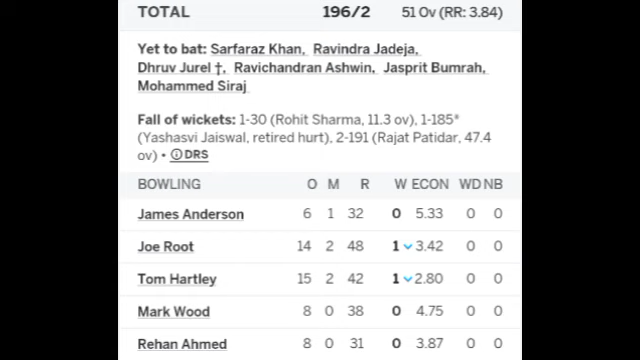 TOTAL 196/2 51 Ov (RR: 3.84)
Yet to bat: Sarfaraz Khan, Ravindra Jadeja,
Dhruv Jurel †, Ravichandran Ashwin, Jasprit Bumrah,
Mohammed Siraj
Fall of wickets: 1-30 (Rohit Sharma, 11.3 ov), 1-185*
(Yashasvi Jaiswal, retired hurt), 2-191 (Rajat Patidar, 47.4
ov) • DRS
BOWLING O M R W ECON WD NB
James Anderson 6 1 32 0 5.33 0 0
Joe Root 14 2 48 1 3.42 0 0
Tom Hartley 15 2 42 1 2.80 0 0
Mark Wood 8 0 38 0 4.75 0 0
Rehan Ahmed 8 0 31 0 3.87 0 0